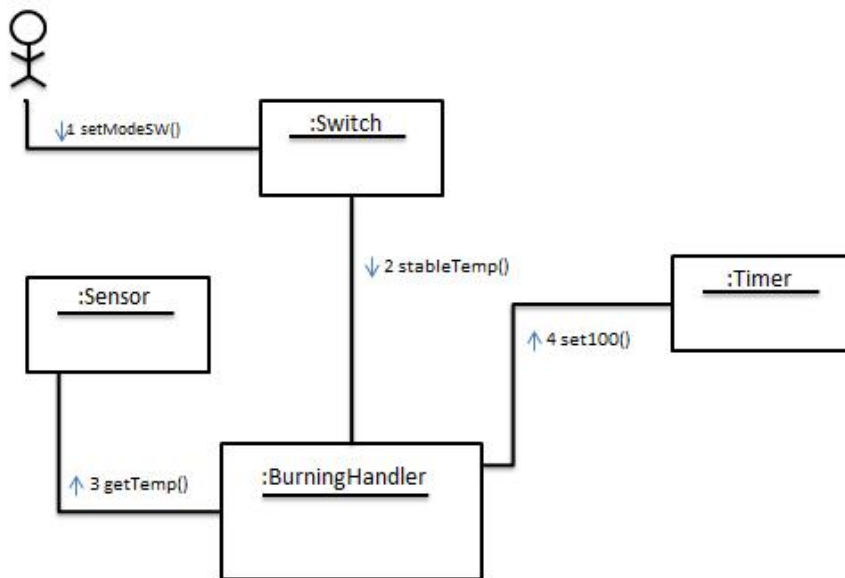 1 setModeSW()
:Switch
2 stableTemp()
:Sensor
:Timer
4 set100()
3 getTemp()
:BurningHandler